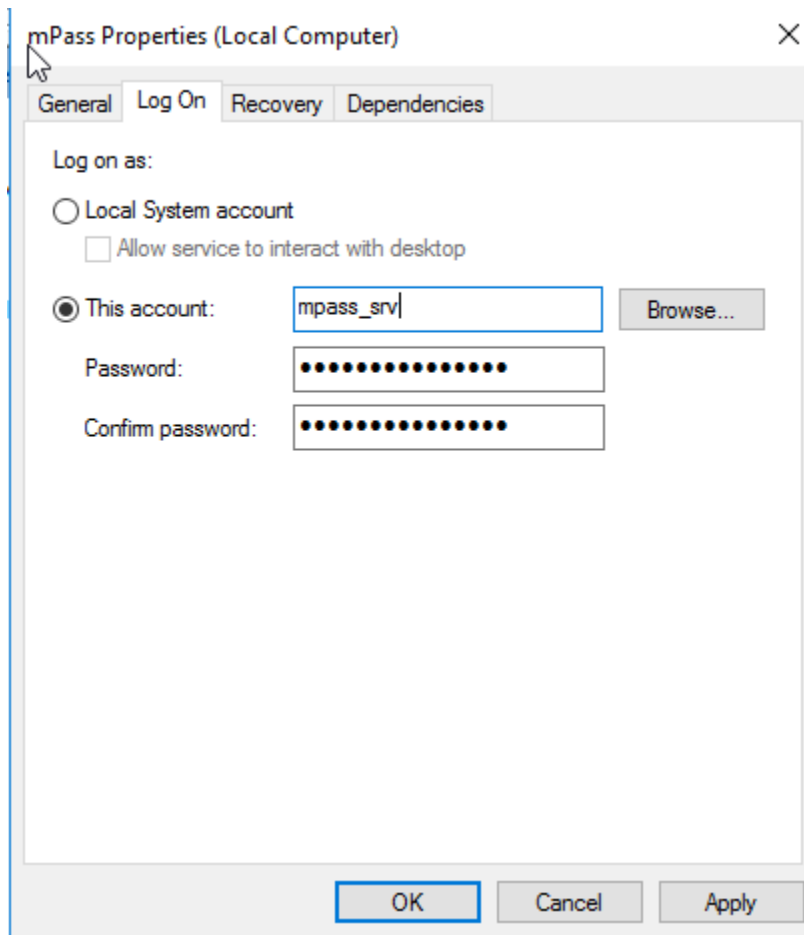 mPass Properties (Local Computer)
General Log On Recovery Dependencies
Log on as:
Local System account
Allow service to interact with desktop
This account: mpass_srv Browse...
Password: •••••••••••••••
Confirm password: •••••••••••••••
OK Cancel Apply